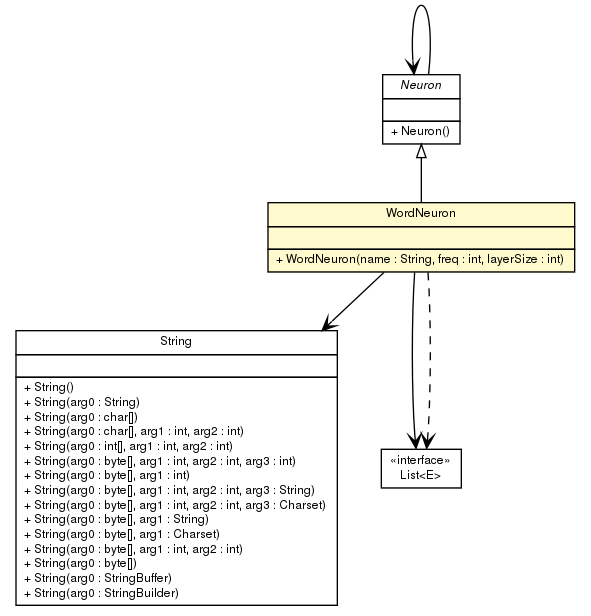 Neuron
+ Neuron()
WordNeuron
+ WordNeuron(name : String, freq : int, layerSize : int)
String
+ String()
+ String(arg0 : String)
+ String(arg0 : char[])
+ String(arg0 : char[], arg1 : int, arg2 : int)
+ String(arg0 : int[], arg1 : int, arg2 : int)
+ String(arg0 : byte[], arg1 : int, arg2 : int, arg3 : int)
+ String(arg0 : byte[], arg1 : int)
+ String(arg0 : byte[], arg1 : int, arg2 : int, arg3 : String)
+ String(arg0 : byte[], arg1 : int, arg2 : int, arg3 : Charset)
+ String(arg0 : byte[], arg1 : String)
+ String(arg0 : byte[], arg1 : Charset)
+ String(arg0 : byte[], arg1 : int, arg2 : int)
+ String(arg0 : byte[])
+ String(arg0 : StringBuffer)
+ String(arg0 : StringBuilder)
«interface»
List<E>